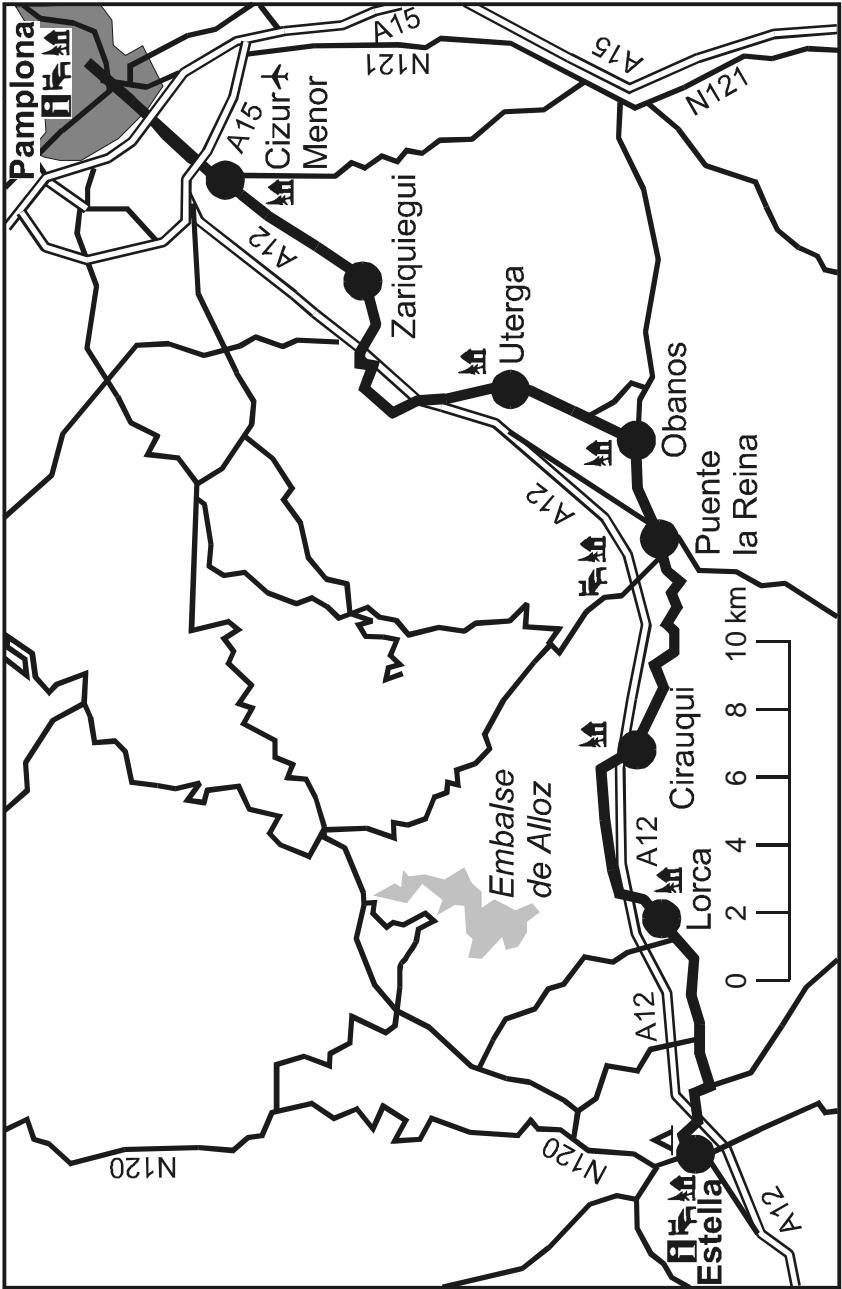 Pamplona
A15
N121
A15
N121
A15
Cizur
Menor
A12
Zariquiegui
Uterga
Obanos
A12
Puente
la Reina
10 km
8
6
4
2
0
Cirauqui
Embalse
de Alloz
A12
Lorca
A12
N120
N120
Estella
A12